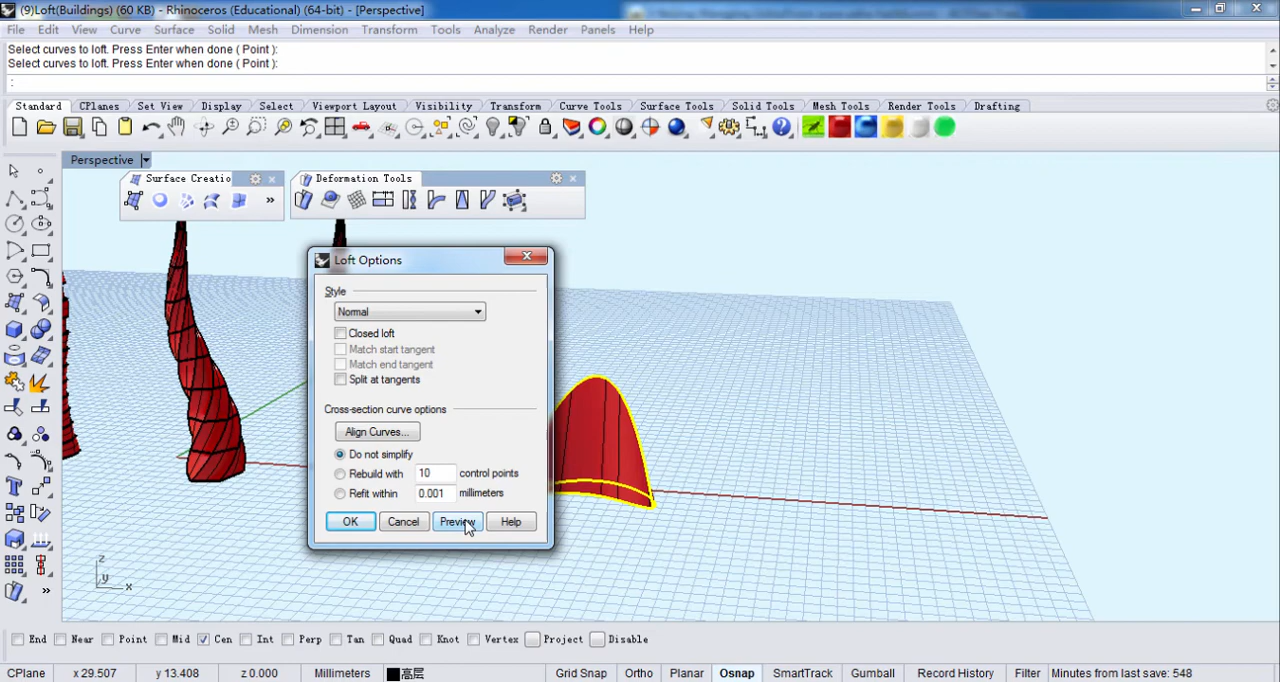 (9)Loft(Buildings) (60 KB) - Rhinoceros (Educational) (64-bit) - [Perspective]
File Edit View Curve Surface Solid Mesh Dimension Transform Tools Analyze Render Panels Help
Select curves to loft. Press Enter when done ( Point ):
Select curves to loft. Press Enter when done ( Point ):
:
Standard CPlanes Set View Display Select Viewport Layout Visibility Transform Curve Tools Surface Tools Solid Tools Mesh Tools Render Tools Drafting
Perspective
Surface Creatio
Deformation Tools
Loft Options
Style
Normal
Closed loft
Match start tangent
Match end tangent
Split at tangents
Cross-section curve options
Align Curves...
Do not simplify
Rebuild with 10 control points
Refit within 0.001 millimeters
OK Cancel Preview Help
z
y
x
End Near Point Mid Cen Int Perp Tan Quad Knot Vertex Project Disable
CPlane x 29.507 y 13.408 z 0.000 Millimeters 高层 Grid Snap Ortho Planar Osnap SmartTrack Gumball Record History Filter Minutes from last save: 548